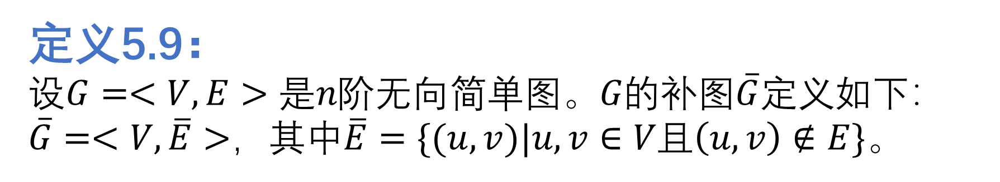 定义5.9：
设G =< V, E > 是n阶无向简单图。G的补图Ḡ定义如下：
Ḡ =< V, Ē >, 其中Ē = {(u, v)|u, v ∈ V且(u, v) ∉ E}。